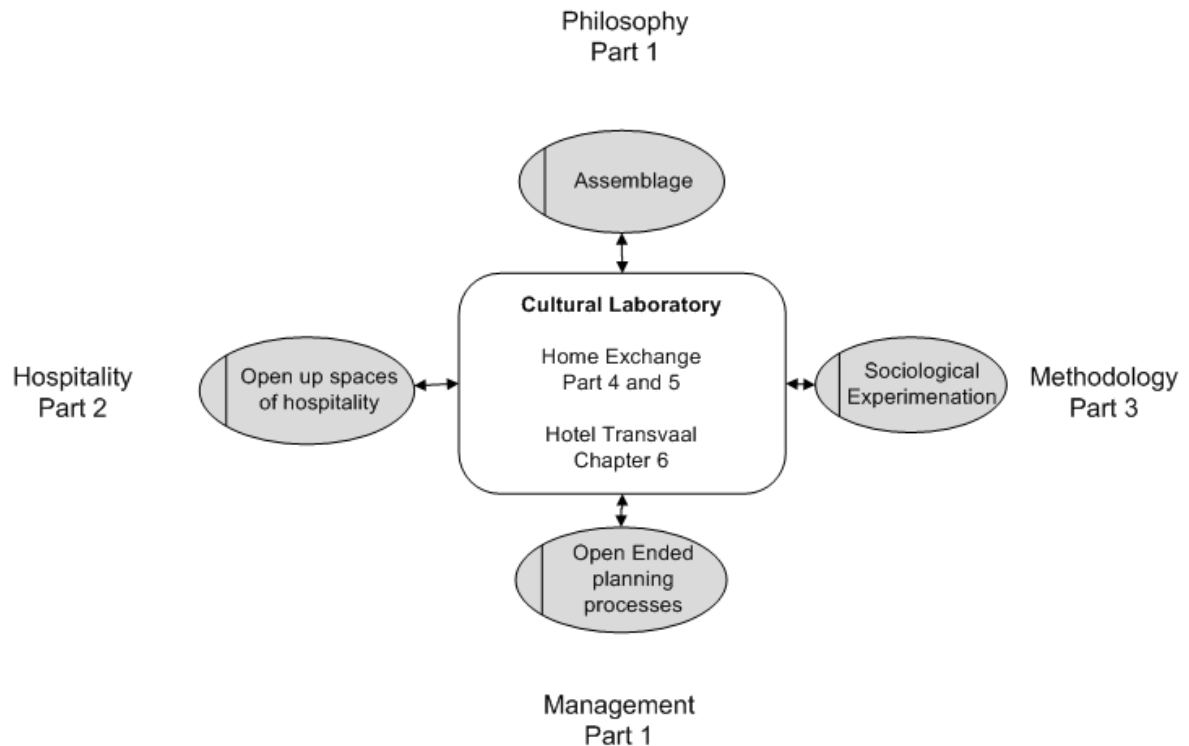 Philosophy
Part 1
Assemblage
Cultural Laboratory
Home Exchange
Part 4 and 5
Hotel Transvaal
Chapter 6
Hospitality
Part 2
Open up spaces
of hospitality
Sociological
Experimenation
Methodology
Part 3
Open Ended
planning
processes
Management
Part 1